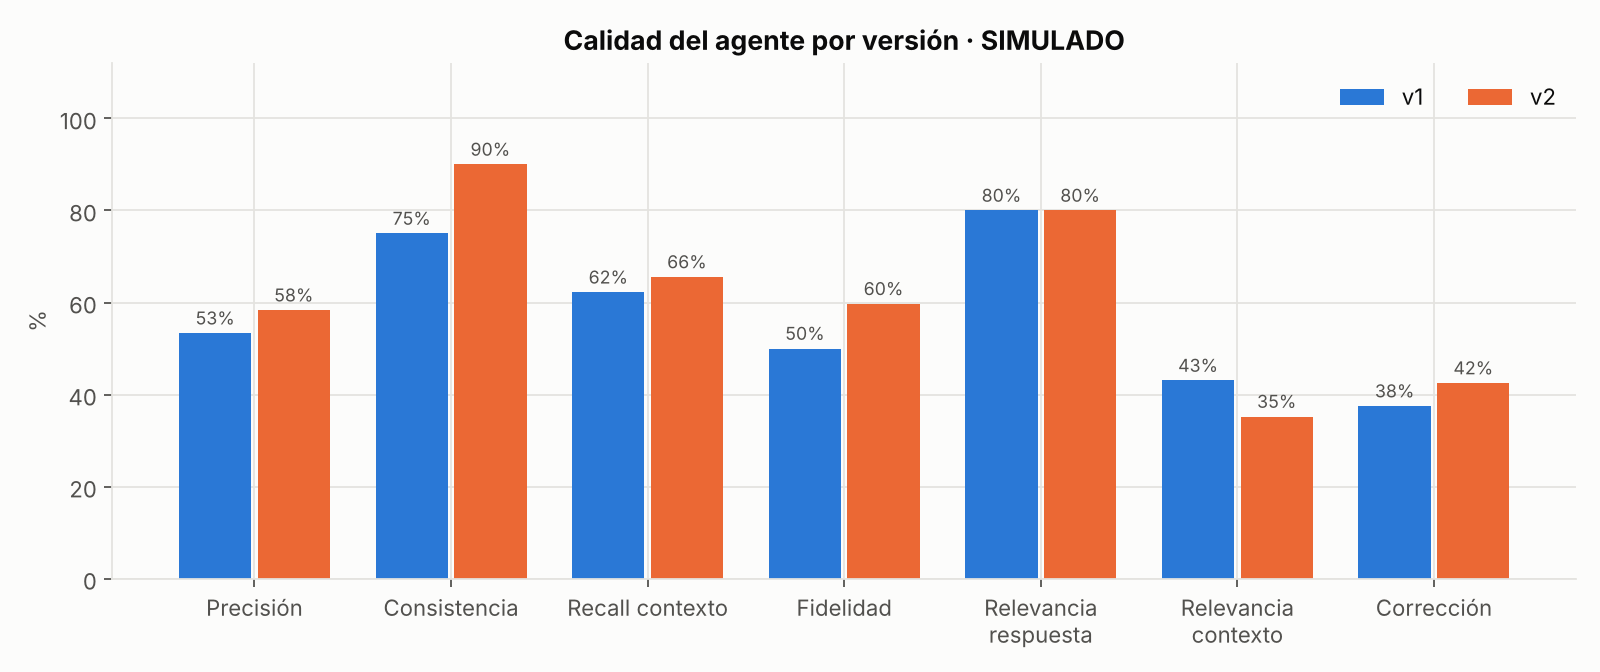 Calidad del agente por versión · SIMULADO
v1 v2
%
100
80
60
40
20
0
53% 58% 75% 90% 62% 66% 50% 60% 80% 80% 43% 35% 38% 42%
Precisión Consistencia Recall contexto Fidelidad Relevancia respuesta Relevancia contexto Corrección